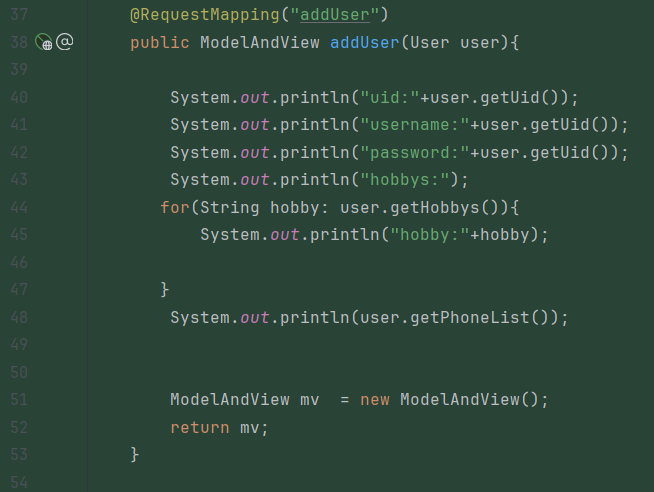 37 @RequestMapping("addUser")
38 @ public ModelAndView addUser(User user){
39
40 System.out.println("uid:"+user.getUid());
41 System.out.println("username:"+user.getUid());
42 System.out.println("password:"+user.getUid());
43 System.out.println("hobbys:");
44 for(String hobby: user.getHobbys()){
45 System.out.println("hobby:"+hobby);
46
47 }
48 System.out.println(user.getPhoneList());
49
50
51 ModelAndView mv = new ModelAndView();
52 return mv;
53 }
54